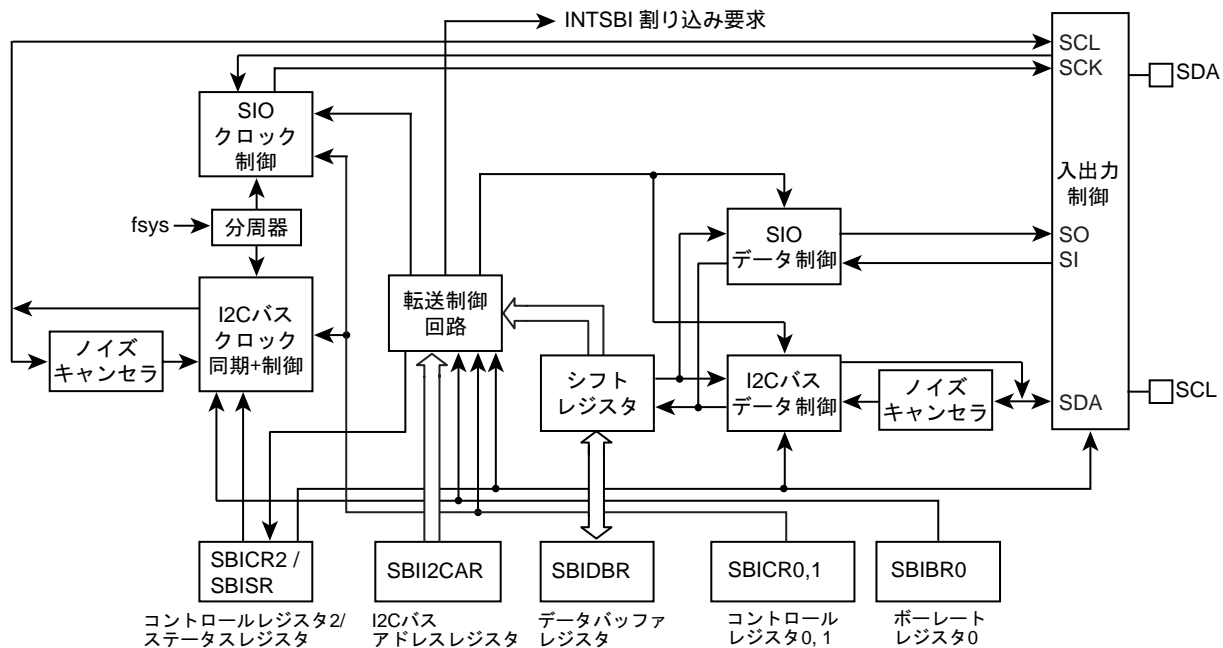 INTSBI 割り込み要求
SCL
SCK
SDA
SIO
クロック
制御
入出力
制御
fsys
分周器
SIO
データ制御
SO
SI
I2Cバス
クロック
同期+制御
転送制御
回路
ノイズ
キャンセラ
シフト
レジスタ
I2Cバス
データ制御
ノイズ
キャンセラ
SDA
SCL
SBICR2 /
SBISR
SBII2CAR
SBIDBR
SBICR0,1
SBIBR0
コントロールレジスタ2/
ステータスレジスタ
I2Cバス
アドレスレジスタ
データバッファ
レジスタ
コントロール
レジスタ0, 1
ボーレート
レジスタ0